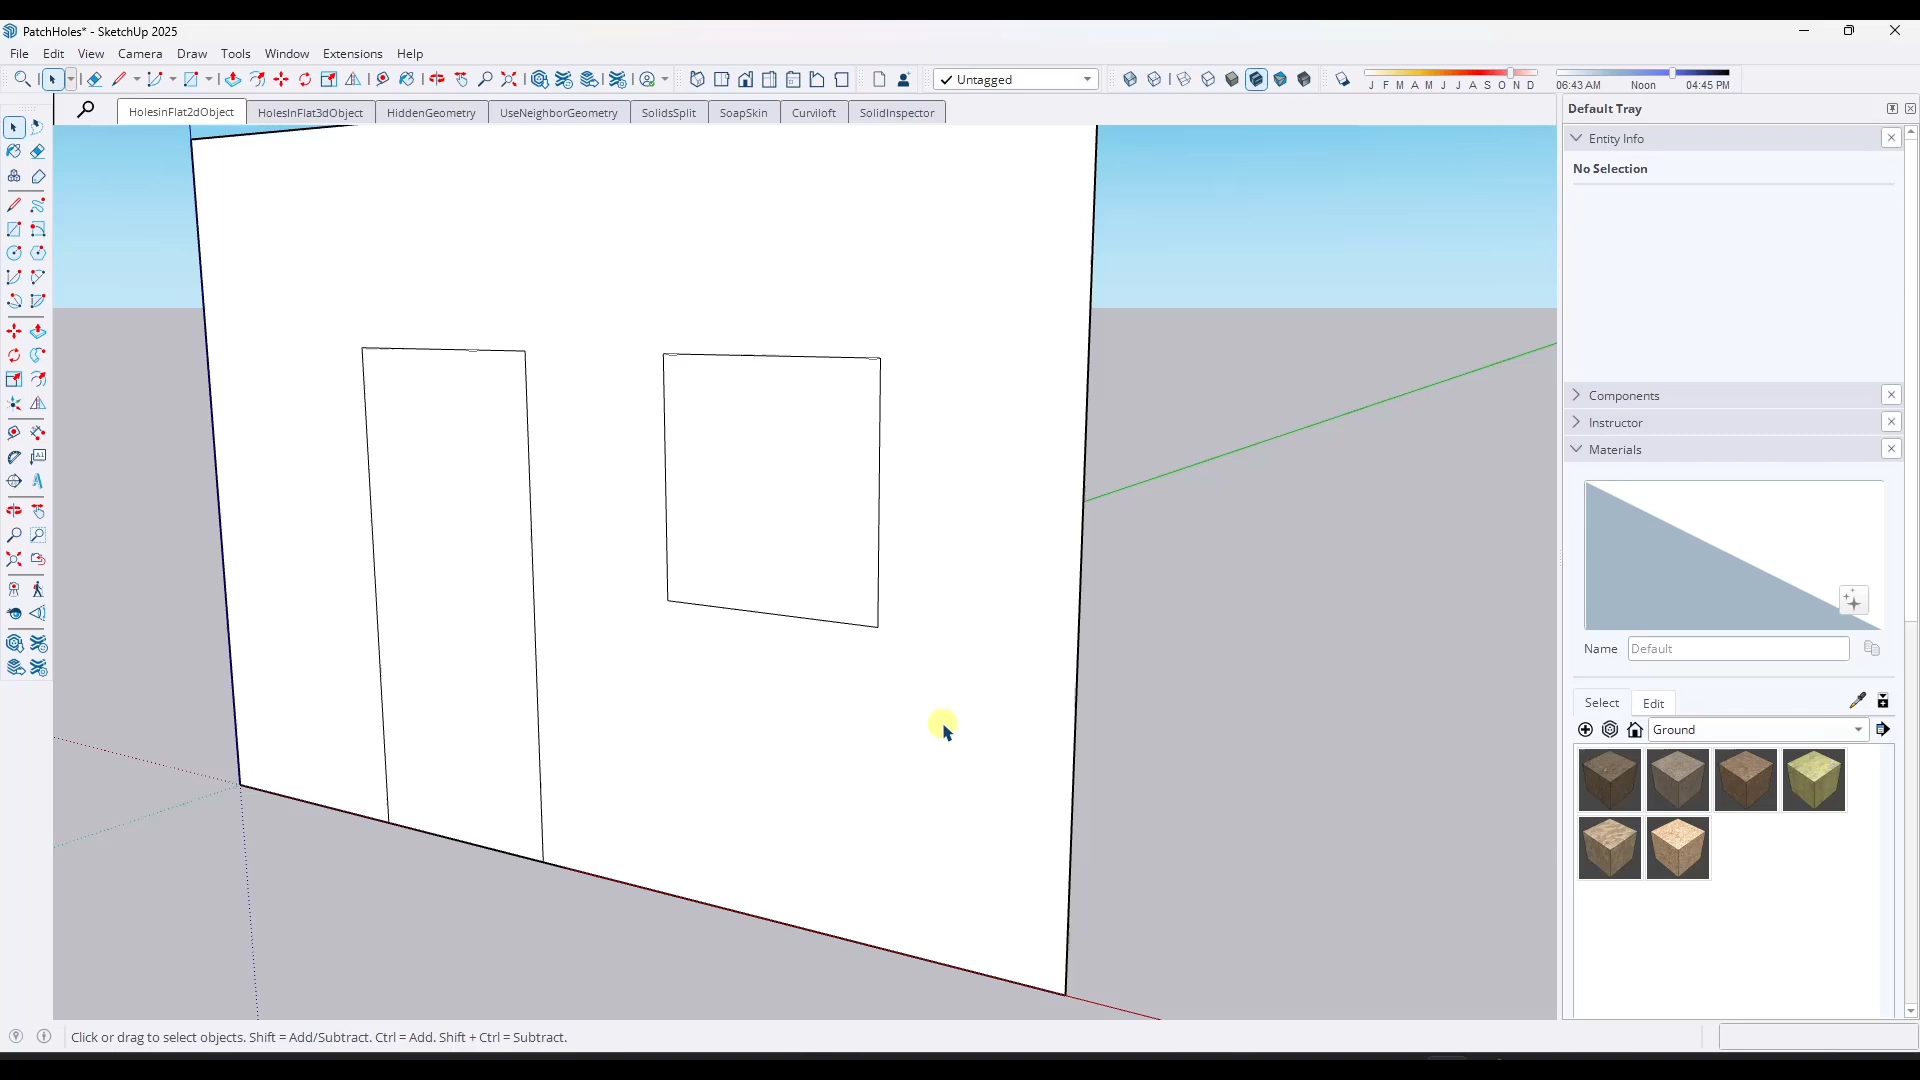 PatchHoles* - SketchUp 2025
File Edit View Camera Draw Tools Window Extensions Help
Untagged
J F M A M J J A S O N D
06:43 AM Noon 04:45 PM
HolesinFlat2dObject HolesInFlat3dObject HiddenGeometry UseNeighborGeometry SolidsSplit SoapSkin Curviloft SolidInspector
Default Tray
Entity Info
No Selection
Components
Instructor
Materials
Name Default
Select Edit
Ground
Click or drag to select objects. Shift = Add/Subtract. Ctrl = Add. Shift + Ctrl = Subtract.